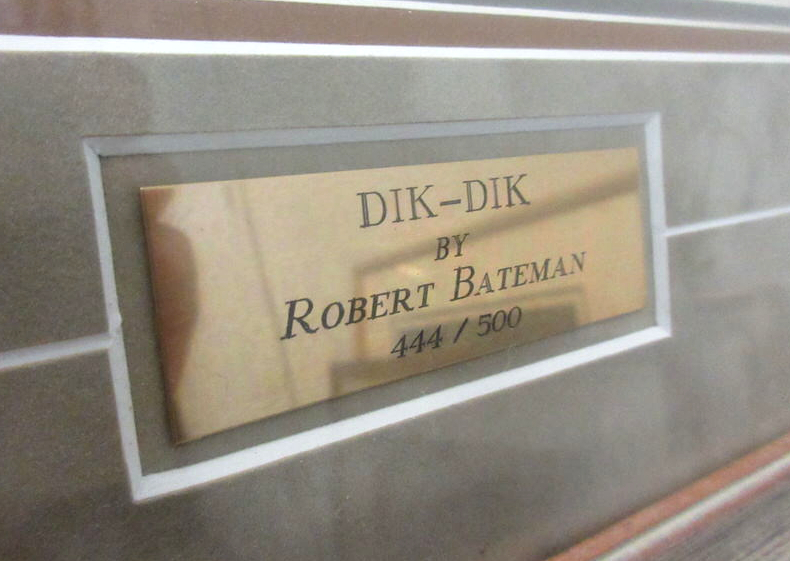 DIK-DIK
BY
ROBERT BATEMAN
444 / 500